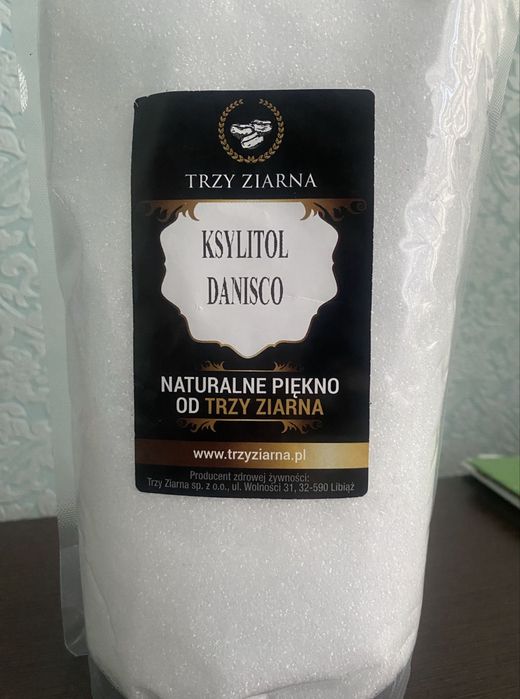 TRZY ZIARNA
KSYLITOL
DANISCO
NATURALNE PIĘKNO
OD TRZY ZIARNA
www.trzyziarna.pl
Producent zdrowej żywności:
Trzy Ziarna sp. z o.o., ul. Wolności 31, 32-590 Libiąż